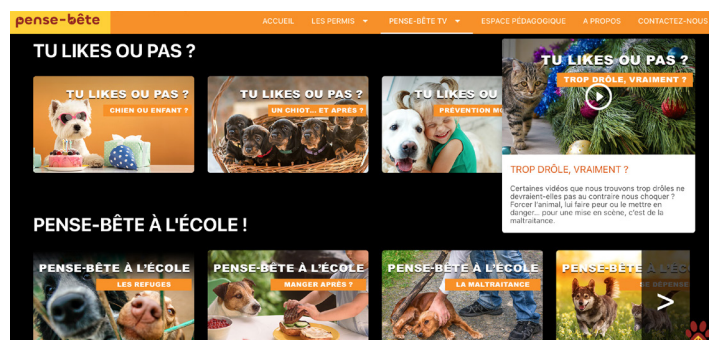 pense-bête
ACCUEIL LES PERMIS PENSE-BÊTE TV ESPACE PÉDAGOGIQUE A PROPOS CONTACTEZ-NOUS
TU LIKES OU PAS ?
TU LIKES OU PAS ?
CHIEN OU ENFANT ?
TU LIKES OU PAS ?
UN CHIOT... ET APRÈS ?
TU LIKES OU
PRÉVENTION MO
TU LIKES OU PAS ?
TROP DRÔLE, VRAIMENT ?
TROP DRÔLE, VRAIMENT ?
Certaines vidéos que nous trouvons trop drôles ne
devraient-elles pas au contraire nous choquer ?
Forcer l'animal, lui faire peur ou le mettre en
danger... pour une mise en scène, c'est de la
maltraitance.
PENSE-BÊTE À L'ÉCOLE !
PENSE-BÊTE À L'ÉCOLE
LES REFUGES
PENSE-BÊTE À L'ÉCOLE
MANGER APRÈS ?
PENSE-BÊTE À L'ÉCOLE
LA MALTRAITANCE
PENSE-BÊTE À L'ÉCOLE
SE DÉPENSE